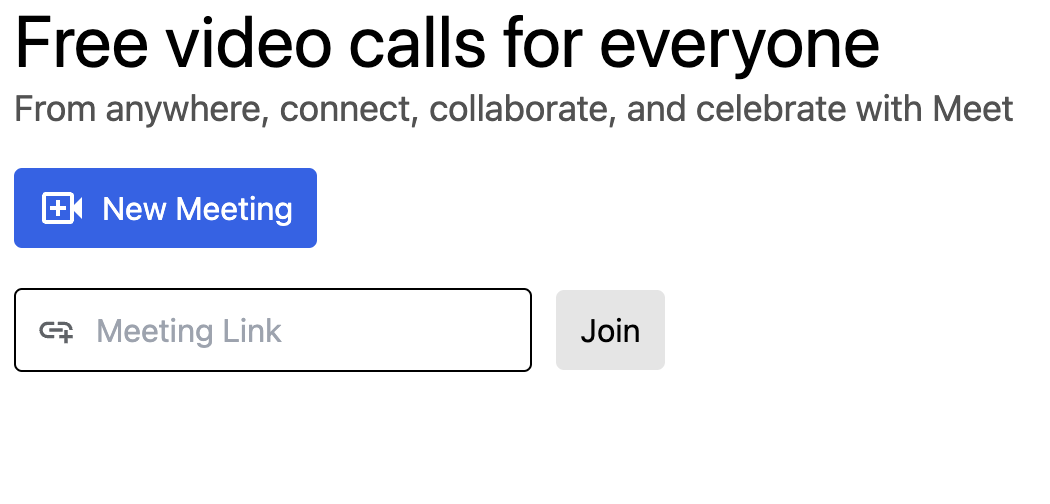 Free video calls for everyone
From anywhere, connect, collaborate, and celebrate with Meet
New Meeting
Meeting Link
Join